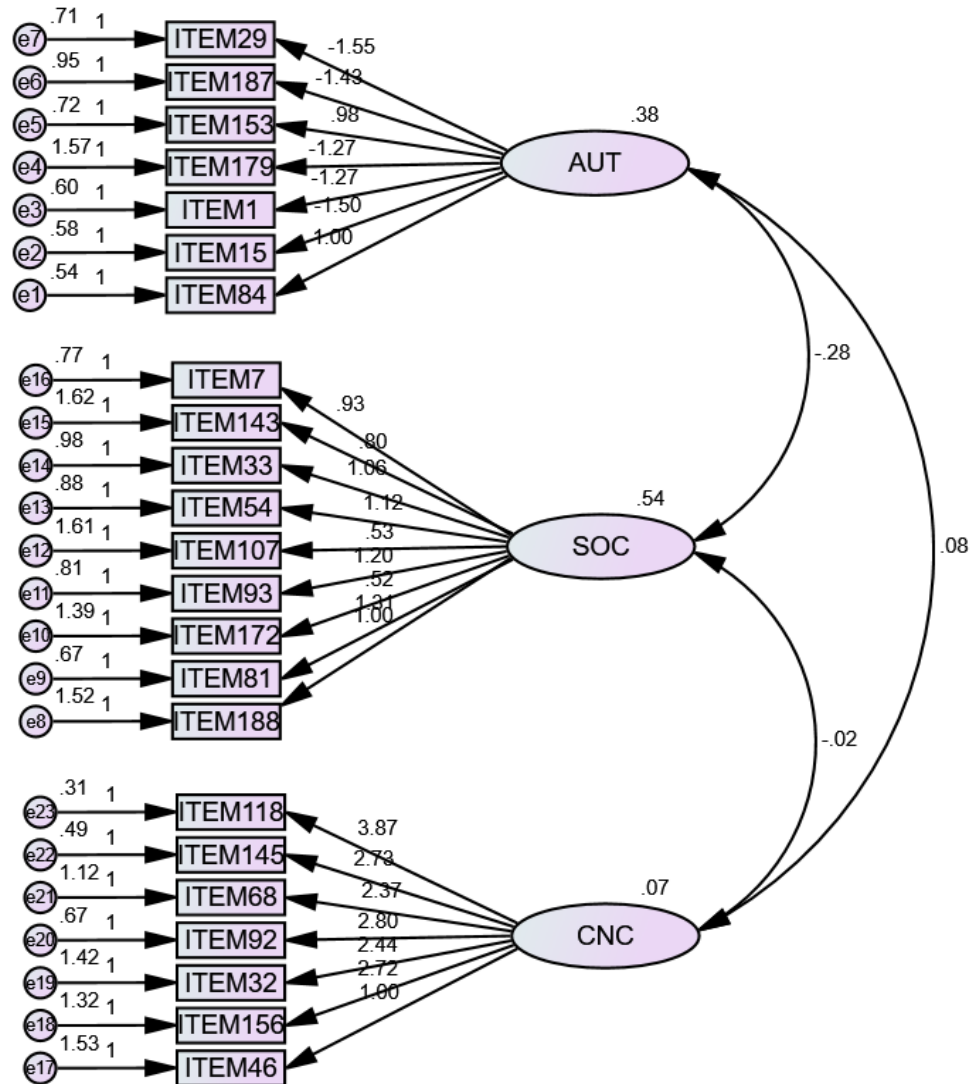 e7 .71 1 ITEM29 -1.55
e6 .95 1 ITEM187 -1.43
e5 .72 1 ITEM153 .98
e4 1.57 1 ITEM179 -1.27
e3 .60 1 ITEM1 -1.27
e2 .58 1 ITEM15 -1.50
e1 .54 1 ITEM84 1.00
AUT .38
e16 .77 1 ITEM7 .93
e15 1.62 1 ITEM143 .80
e14 .98 1 ITEM33 1.06
e13 .88 1 ITEM54 1.12
e12 1.61 1 ITEM107 .53
e11 .81 1 ITEM93 1.20
e10 1.39 1 ITEM172 .52
e9 .67 1 ITEM81 1.31
e8 1.52 1 ITEM188 1.00
SOC .54
e23 .31 1 ITEM118 3.87
e22 .49 1 ITEM145 2.73
e21 1.12 1 ITEM68 2.37
e20 .67 1 ITEM92 2.80
e19 1.42 1 ITEM32 2.44
e18 1.32 1 ITEM156 2.72
e17 1.53 1 ITEM46 1.00
CNC .07
-.28
.08
-.02